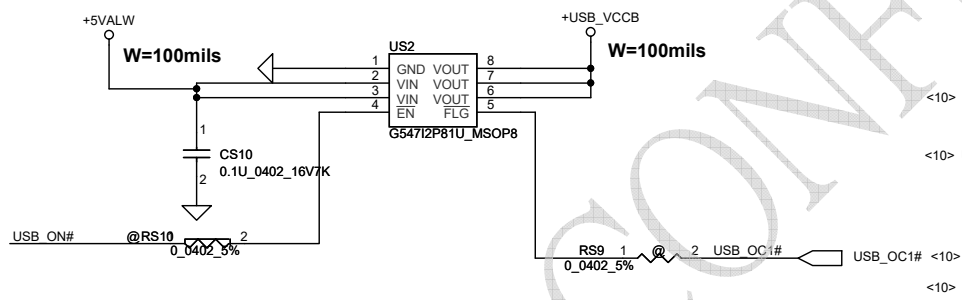 +5VALW
+USB_VCCB
W=100mils
US2
W=100mils
1 GND VOUT 8
2 VIN VOUT 7
3 VIN VOUT 6
4 EN FLG 5
G547I2P81U_MSOP8
<10>
1
CS10
0.1U_0402_16V7K
2
<10>
USB_ON# @RS10 1 2
0_0402_5%
RS9 1 @ 2 USB_OC1# USB_OC1# <10>
0_0402_5%
<10>
CONF